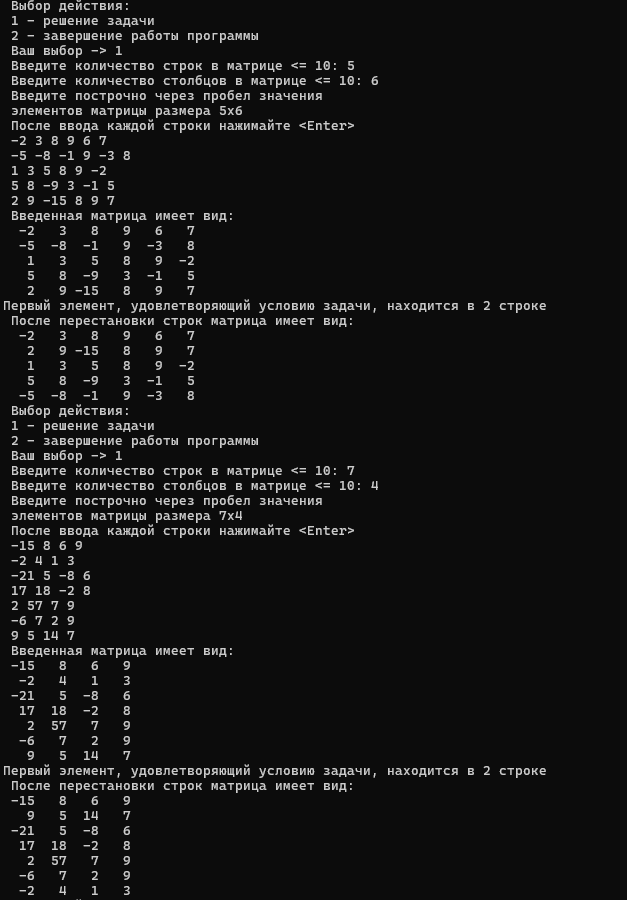 Выбор действия:
1 - решение задачи
2 - завершение работы программы
Ваш выбор -> 1
Введите количество строк в матрице <= 10: 5
Введите количество столбцов в матрице <= 10: 6
Введите построчно через пробел значения
элементов матрицы размера 5x6
После ввода каждой строки нажимайте <Enter>
-2 3 8 9 6 7
-5 -8 -1 9 -3 8
1 3 5 8 9 -2
5 8 -9 3 -1 5
2 9 -15 8 9 7
Введенная матрица имеет вид:
-2 3 8 9 6 7
-5 -8 -1 9 -3 8
1 3 5 8 9 -2
5 8 -9 3 -1 5
2 9 -15 8 9 7
Первый элемент, удовлетворяющий условию задачи, находится в 2 строке
После перестановки строк матрица имеет вид:
-2 3 8 9 6 7
2 9 -15 8 9 7
1 3 5 8 9 -2
5 8 -9 3 -1 5
-5 -8 -1 9 -3 8
Выбор действия:
1 - решение задачи
2 - завершение работы программы
Ваш выбор -> 1
Введите количество строк в матрице <= 10: 7
Введите количество столбцов в матрице <= 10: 4
Введите построчно через пробел значения
элементов матрицы размера 7x4
После ввода каждой строки нажимайте <Enter>
-15 8 6 9
-2 4 1 3
-21 5 -8 6
17 18 -2 8
2 57 7 9
-6 7 2 9
9 5 14 7
Введенная матрица имеет вид:
-15 8 6 9
-2 4 1 3
-21 5 -8 6
17 18 -2 8
2 57 7 9
-6 7 2 9
9 5 14 7
Первый элемент, удовлетворяющий условию задачи, находится в 2 строке
После перестановки строк матрица имеет вид:
-15 8 6 9
9 5 14 7
-21 5 -8 6
17 18 -2 8
2 57 7 9
-6 7 2 9
-2 4 1 3